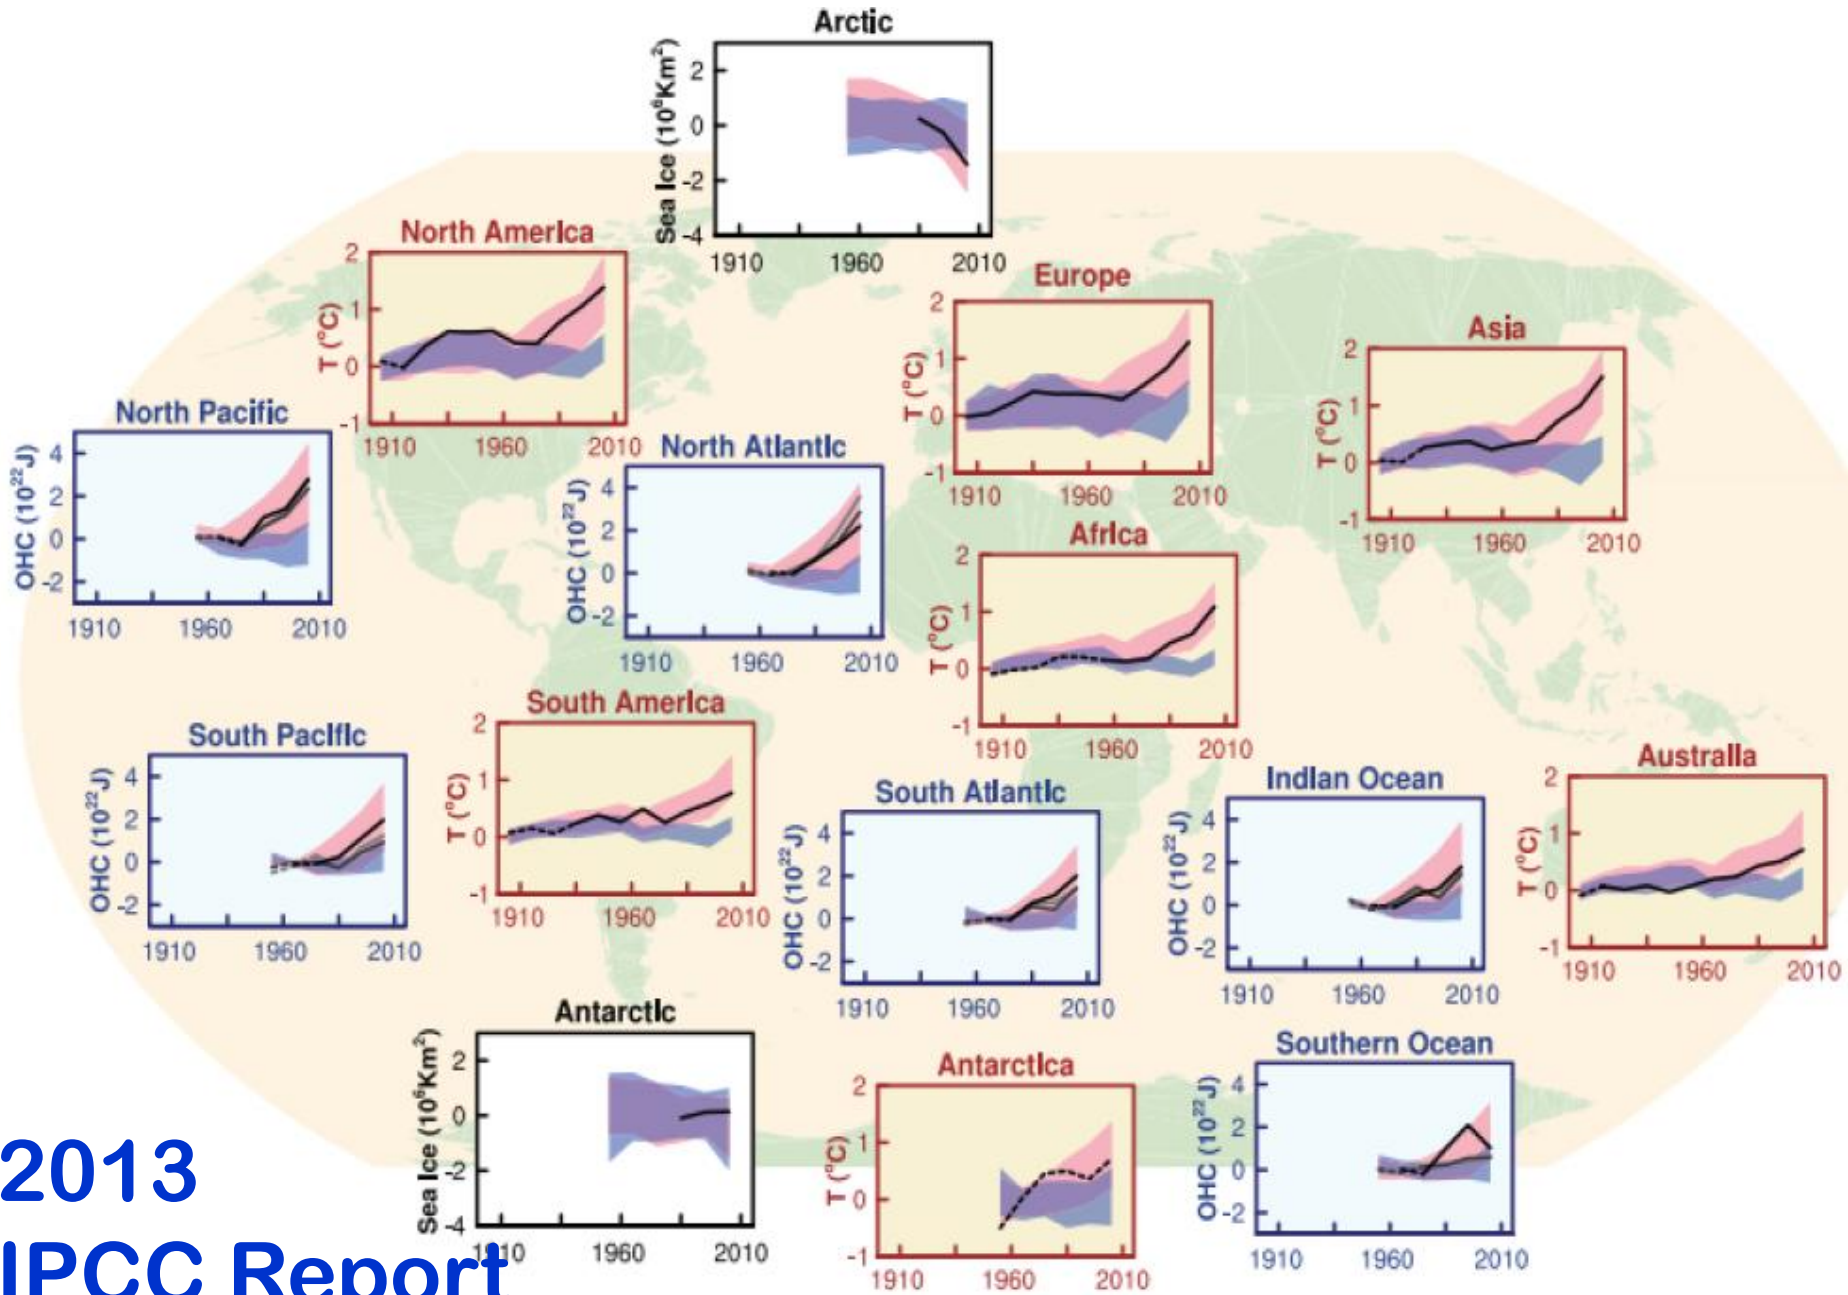 Arctic
Sea Ice (10⁶Km²)
2
0
-2
-4
1910 1960 2010
North America
T (°C)
2
1
0
-1
1910 1960 2010
Europe
T (°C)
2
1
0
-1
1910 1960 2010
Asia
T (°C)
2
1
0
-1
1910 1960 2010
North Pacific
OHC (10²²J)
4
2
0
-2
1910 1960 2010
North Atlantic
OHC (10²²J)
4
2
0
-2
1910 1960 2010
Africa
T (°C)
2
1
0
-1
1910 1960 2010
South Pacific
OHC (10²²J)
4
2
0
-2
1910 1960 2010
South America
T (°C)
2
1
0
-1
1910 1960 2010
South Atlantic
OHC (10²²J)
4
2
0
-2
1910 1960 2010
Indian Ocean
OHC (10²²J)
4
2
0
-2
1910 1960 2010
Australia
T (°C)
2
1
0
-1
1910 1960 2010
Antarctic
Sea Ice (10⁶Km²)
2
0
-2
-4
1910 1960 2010
Antarctica
T (°C)
2
1
0
-1
1910 1960 2010
Southern Ocean
OHC (10²²J)
4
2
0
-2
1910 1960 2010
2013
IPCC Report